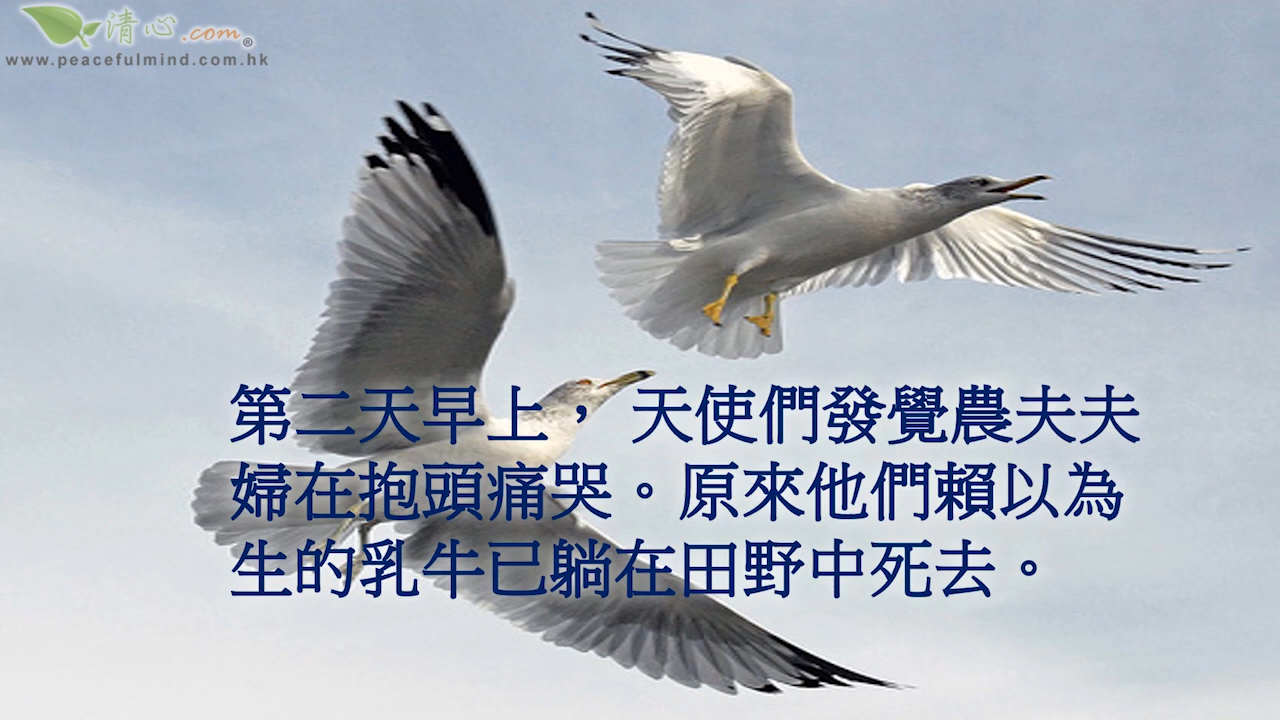 清心.com®
www.peacefulmind.com.hk
第二天早上， 天使們發覺農夫夫
婦在抱頭痛哭。原來他們賴以為
生的乳牛已躺在田野中死去。